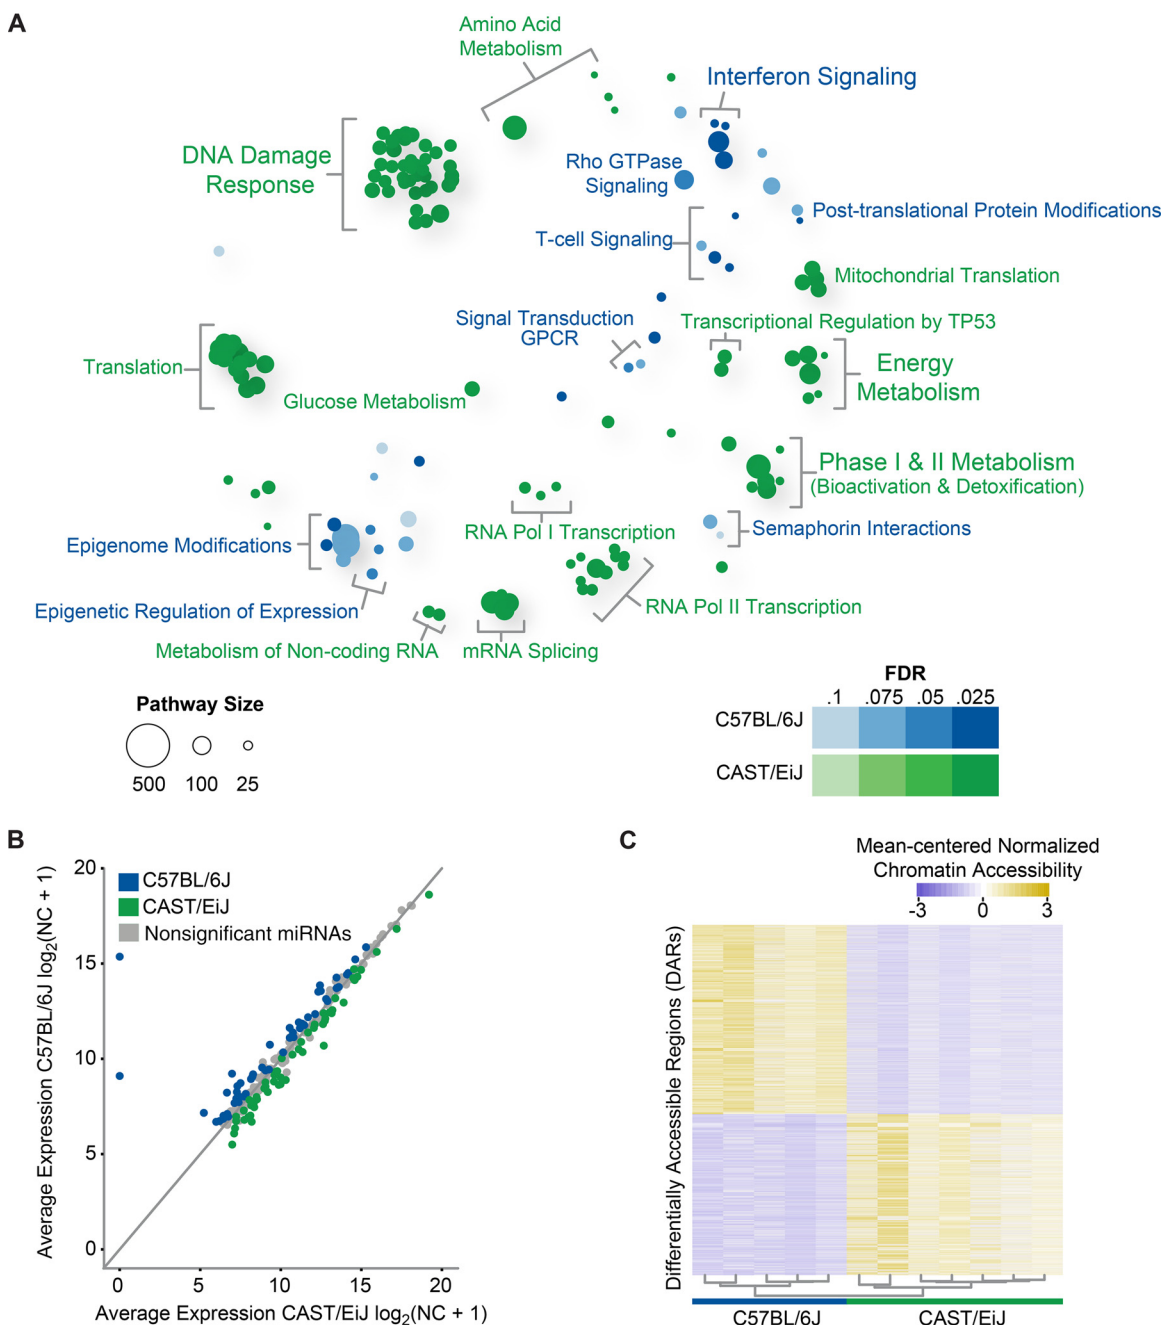 A
Amino Acid
Metabolism
Interferon Signaling
DNA Damage
Response
Rho GTPase
Signaling
Post-translational Protein Modifications
T-cell Signaling
Mitochondrial Translation
Signal Transduction
GPCR
Transcriptional Regulation by TP53
Translation
Energy
Metabolism
Glucose Metabolism
Phase I & II Metabolism
(Bioactivation & Detoxification)
RNA Pol I Transcription
Semaphorin Interactions
Epigenome Modifications
Epigenetic Regulation of Expression
RNA Pol II Transcription
Metabolism of Non-coding RNA
mRNA Splicing
Pathway Size
500 100 25
FDR
.1 .075 .05 .025
C57BL/6J
CAST/EiJ
B
Average Expression C57BL/6J log2(NC + 1)
20
15
10
5
0
C57BL/6J
CAST/EiJ
Nonsignificant miRNAs
0 5 10 15 20
Average Expression CAST/EiJ log2(NC + 1)
C
Mean-centered Normalized
Chromatin Accessibility
-3 0 3
Differentially Accessible Regions (DARs)
C57BL/6J CAST/EiJ